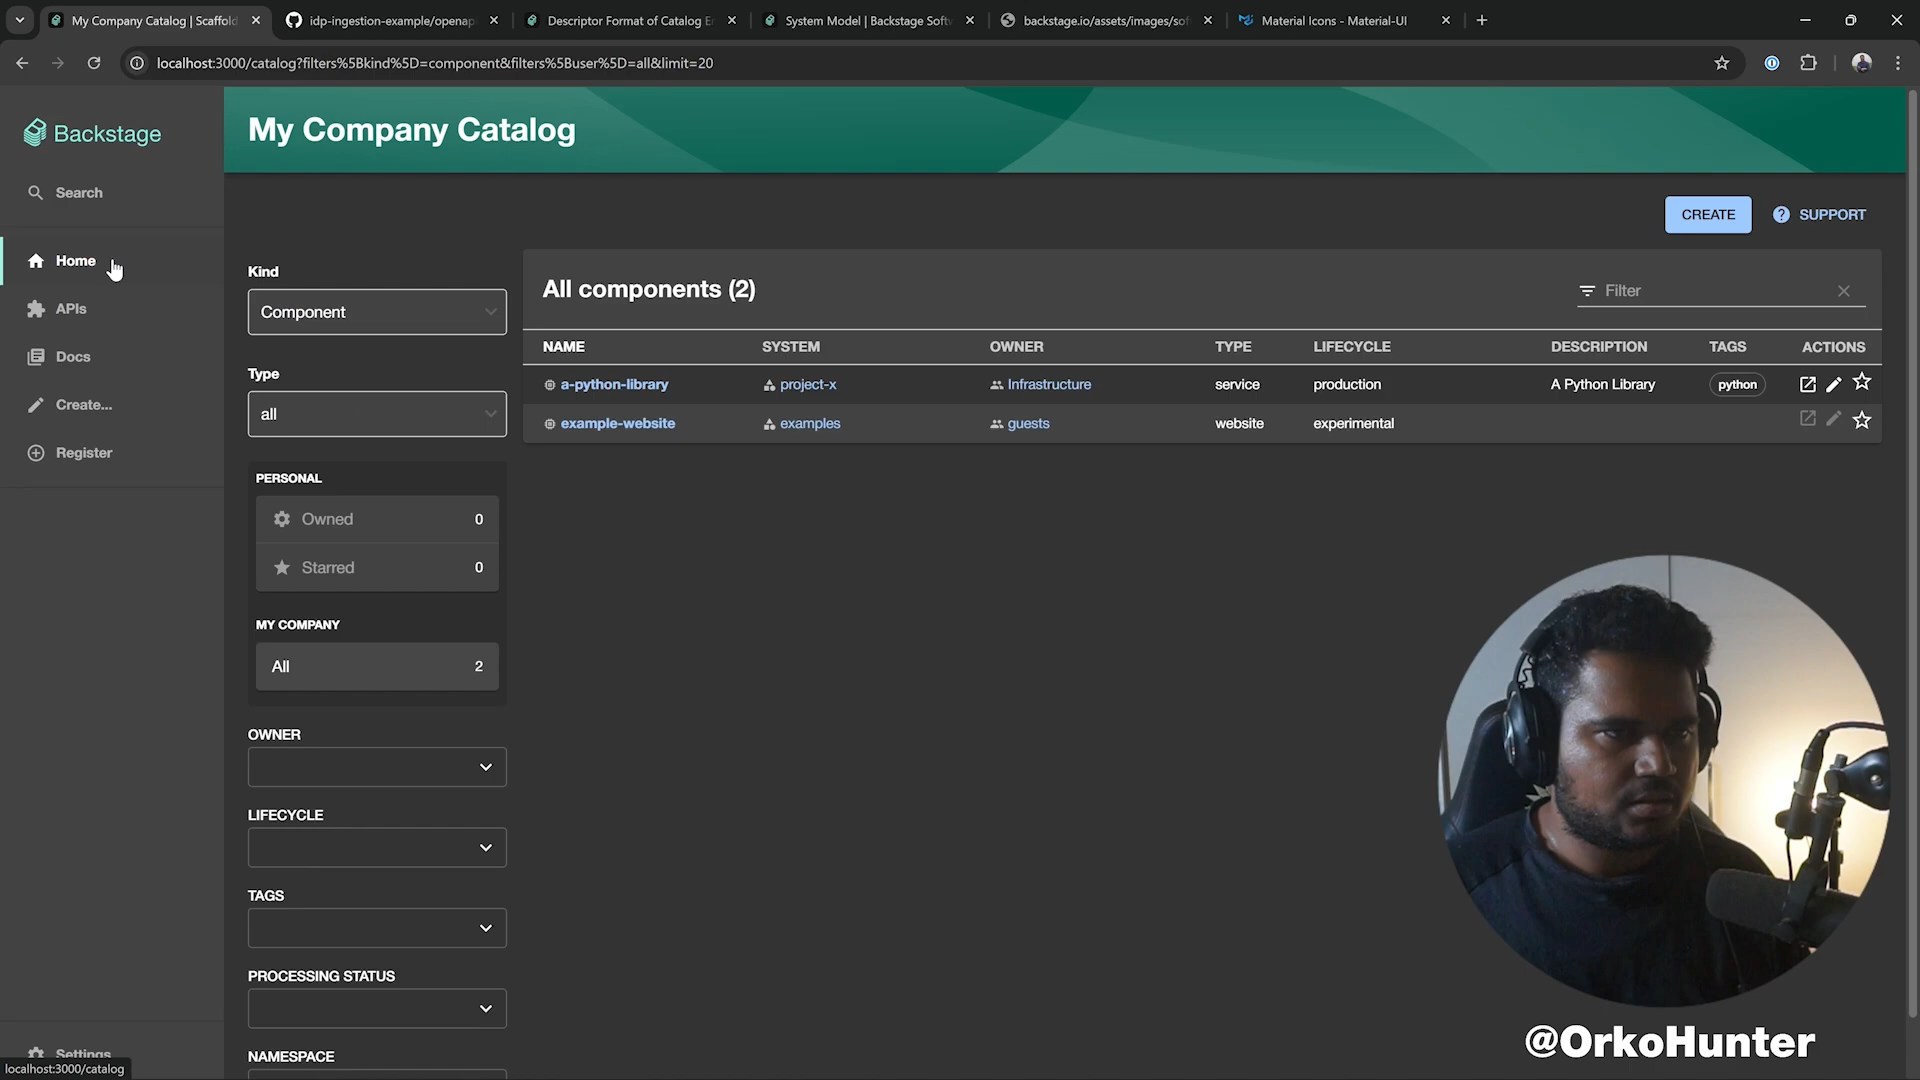 My Company Catalog | Scaffold
idp-ingestion-example/openap
Descriptor Format of Catalog E
System Model | Backstage Softw
backstage.io/assets/images/sof
Material Icons - Material-UI
localhost:3000/catalog?filters%5Bkind%5D=component&filters%5Buser%5D=all&limit=20
Backstage
My Company Catalog
Search
CREATE
SUPPORT
Home
APIs
Docs
Create...
Register
Kind
Component
Type
all
PERSONAL
Owned 0
Starred 0
MY COMPANY
All 2
OWNER
LIFECYCLE
TAGS
PROCESSING STATUS
NAMESPACE
All components (2)
Filter
NAME SYSTEM OWNER TYPE LIFECYCLE DESCRIPTION TAGS ACTIONS
a-python-library project-x Infrastructure service production A Python Library python
example-website examples guests website experimental
Settings
localhost:3000/catalog
@OrkoHunter